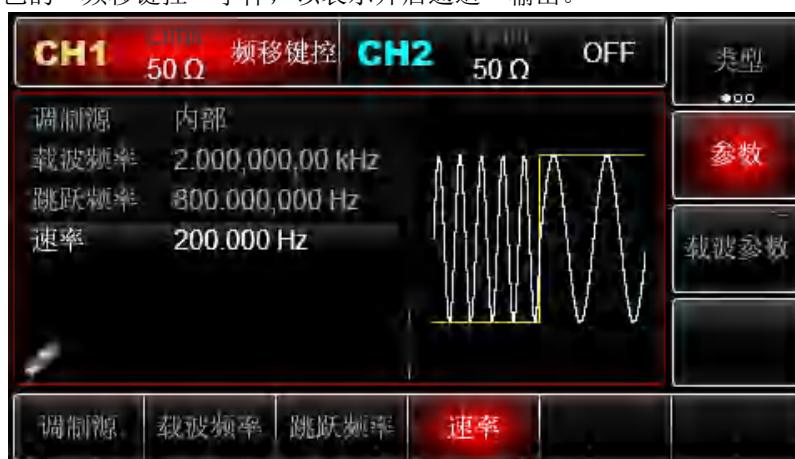 CH1 50 Ω 频移键控 CH2 50 Ω OFF
类型
调制源 内部
载波频率 2.000,000,00 kHz
跳跃频率 800.000,000 Hz
速率 200.000 Hz
参数
载波参数
调制源 载波频率 跳跃频率 速率